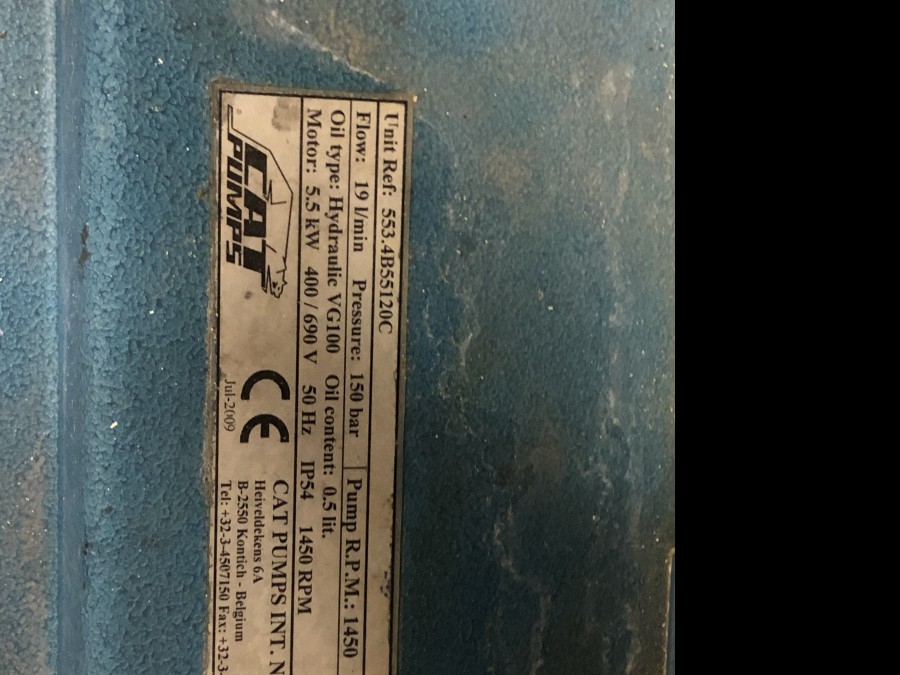 Unit Ref: 553.4B55120C
Flow: 19 l/min Pressure: 150 bar Pump R.P.M.: 1450
Oil type: Hydraulic VG100 Oil content: 0.5 lit.
Motor: 5.5 kW 400 / 690 V 50 Hz IP54 1450 RPM
CAT
PUMPS
CE
Jul-2009
CAT PUMPS INT. N
Heiveldekens 6A
B-2550 Kontich - Belgium
Tel: +32-3-4507150 Fax: +32-3-